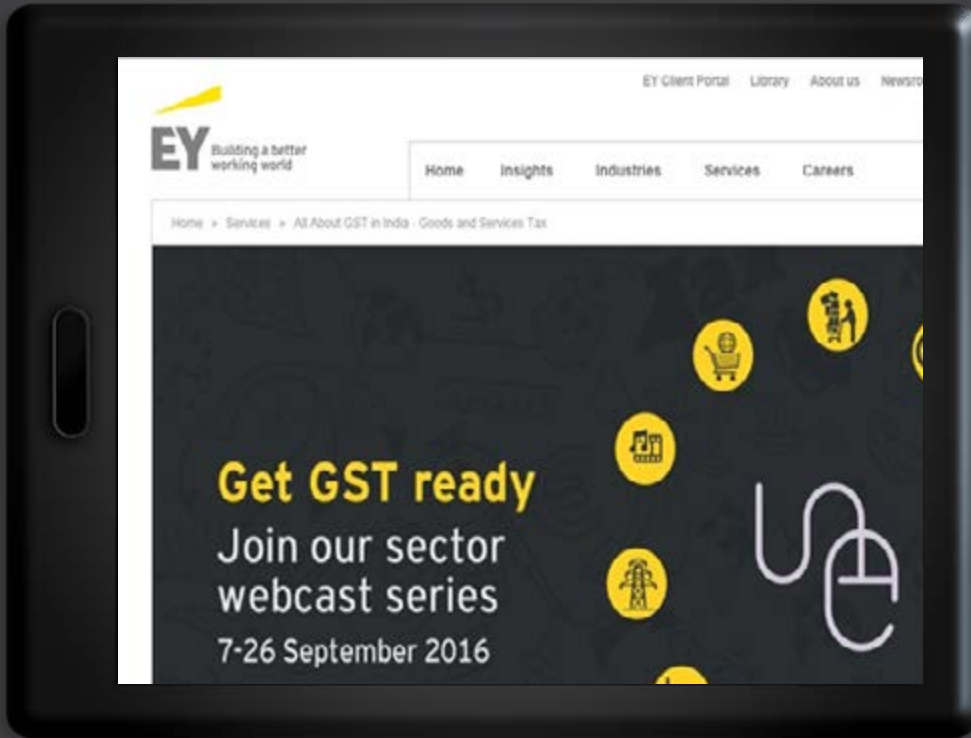 EY Client Portal Library About us Newsro
EY Building a better
working world
Home Insights Industries Services Careers
Home » Services » All About GST in India - Goods and Services Tax
Get GST ready
Join our sector
webcast series
7-26 September 2016